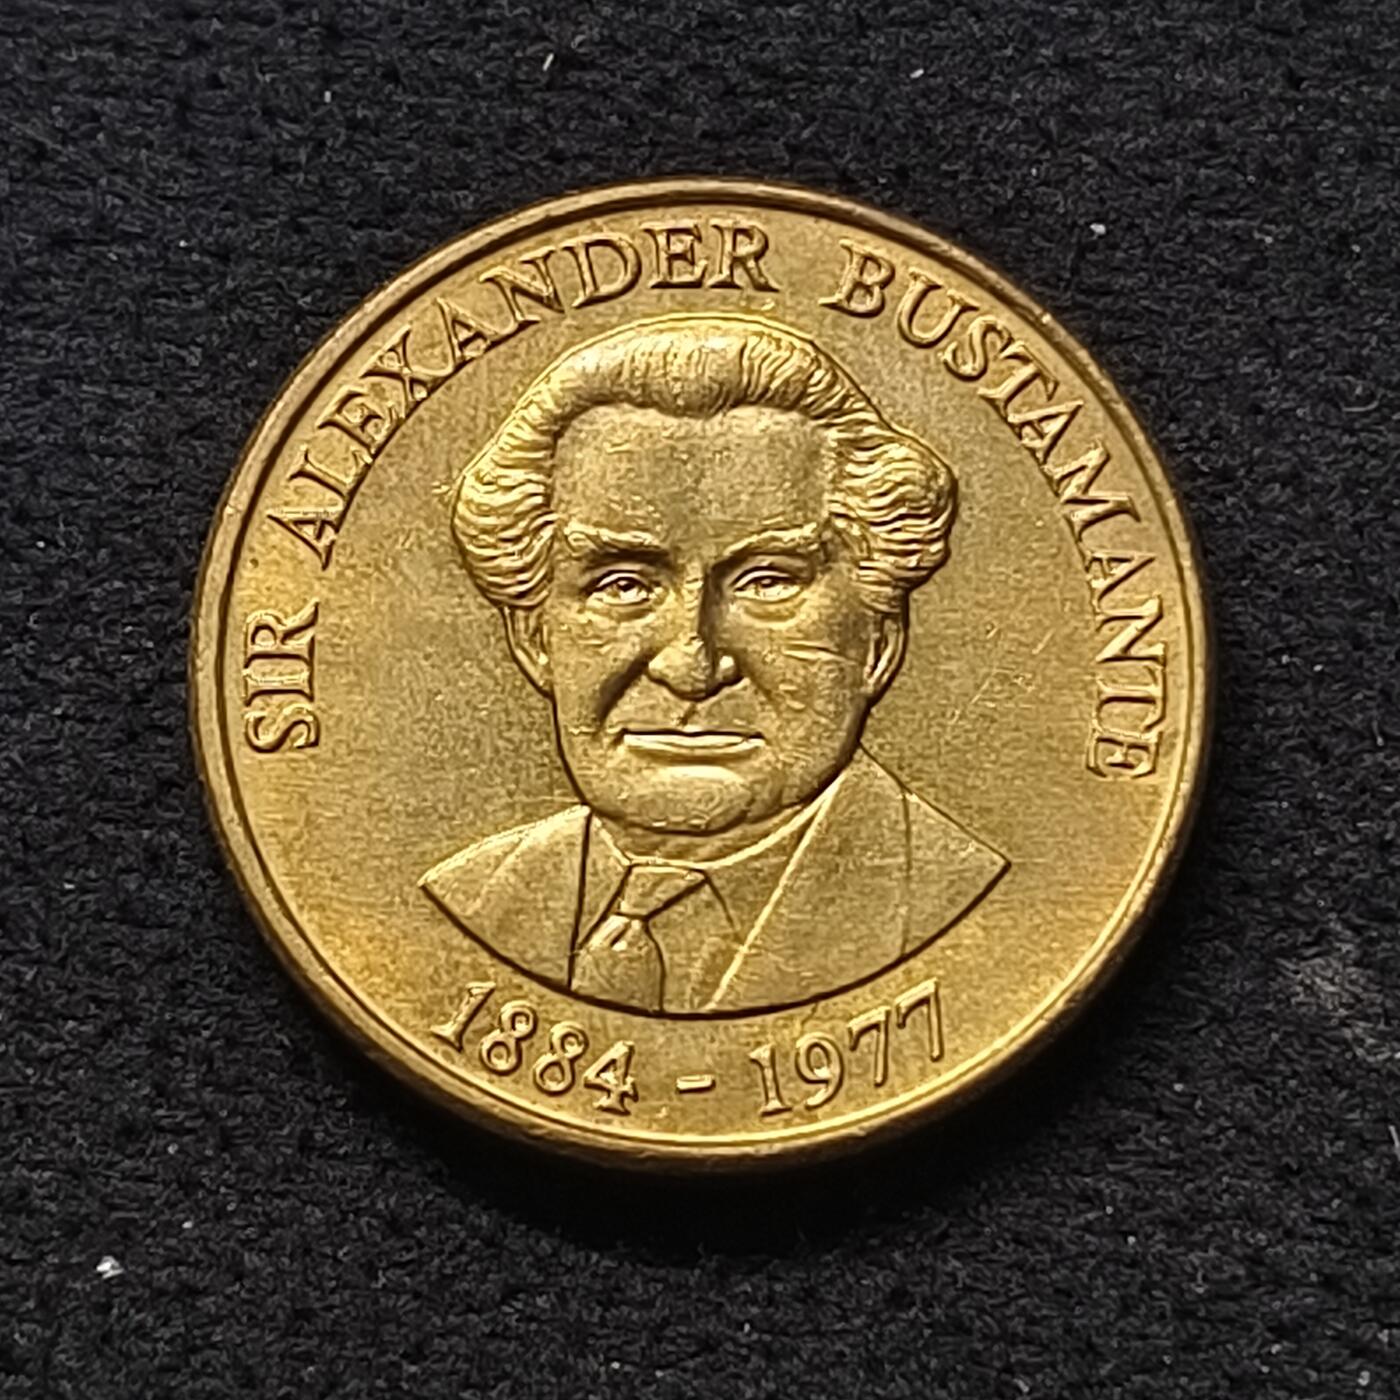 SIR ALEXANDER BUSTAMANTE
1884 - 1977